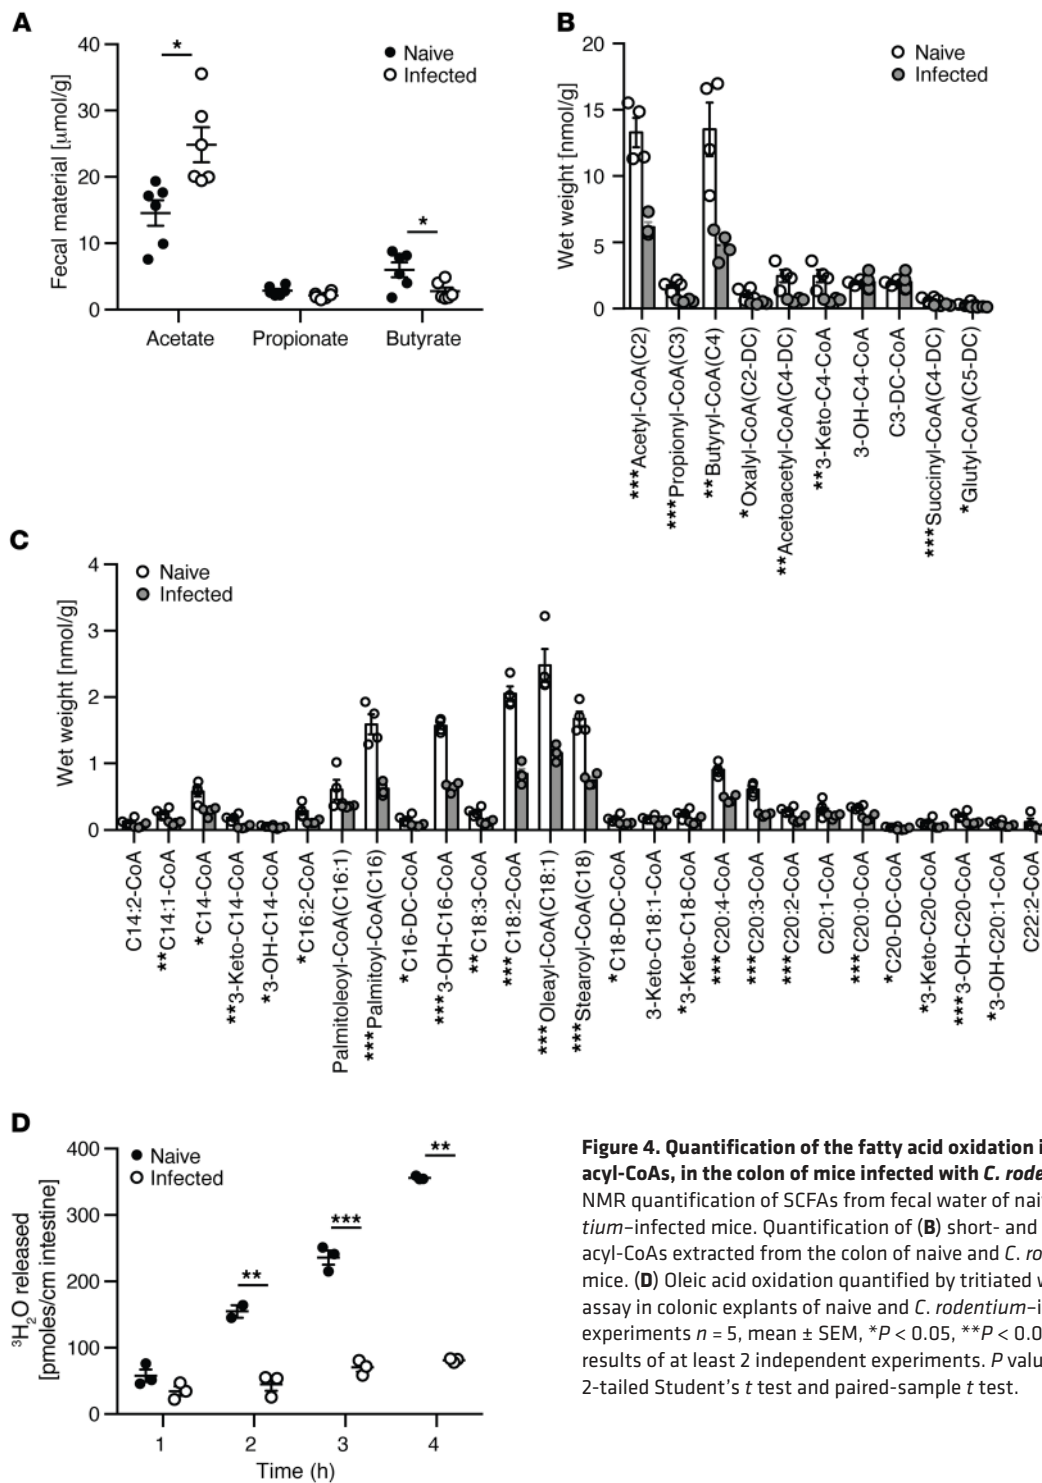 A
*
*
40
30
20
10
0
Fecal material [μmol/g]
Naive
Infected
Acetate
Propionate
Butyrate
B
20
15
10
5
0
Wet weight [nmol/g]
Naive
Infected
***Acetyl-CoA(C2)
***Propionyl-CoA(C3)
**Butyryl-CoA(C4)
*Oxalyl-CoA(C2-DC)
**Acetoacetyl-CoA(C4-DC)
**3-Keto-C4-CoA
3-OH-C4-CoA
C3-DC-CoA
***Succinyl-CoA(C4-DC)
*Glutyl-CoA(C5-DC)
C
4
3
2
1
0
Wet weight [nmol/g]
Naive
Infected
C14:2-CoA
**C14:1-CoA
*C14-CoA
**3-Keto-C14-CoA
*3-OH-C14-CoA
*C16:2-CoA
Palmitoleoyl-CoA(C16:1)
***Palmitoyl-CoA(C16)
*C16-DC-CoA
***3-OH-C16-CoA
**C18:3-CoA
***C18:2-CoA
***Oleayl-CoA(C18:1)
***Stearoyl-CoA(C18)
*C18-DC-CoA
3-Keto-C18:1-CoA
*3-Keto-C18-CoA
***C20:4-CoA
***C20:3-CoA
***C20:2-CoA
C20:1-CoA
***C20:0-CoA
*C20-DC-CoA
*3-Keto-C20-CoA
***3-OH-C20-CoA
*3-OH-C20:1-CoA
C22:2-CoA
D
400
300
200
100
0
³H₂O released
[pmoles/cm intestine]
Naive
Infected
**
***
**
1
2
3
4
Time (h)
Figure 4. Quantification of the fatty acid oxidation i
acyl-CoAs, in the colon of mice infected with C. rode
NMR quantification of SCFAs from fecal water of nai
tium–infected mice. Quantification of (B) short- and
acyl-CoAs extracted from the colon of naive and C. ro
mice. (D) Oleic acid oxidation quantified by tritiated w
assay in colonic explants of naive and C. rodentium–i
experiments n = 5, mean ± SEM, *P < 0.05, **P < 0.0
results of at least 2 independent experiments. P valu
2-tailed Student's t test and paired-sample t test.